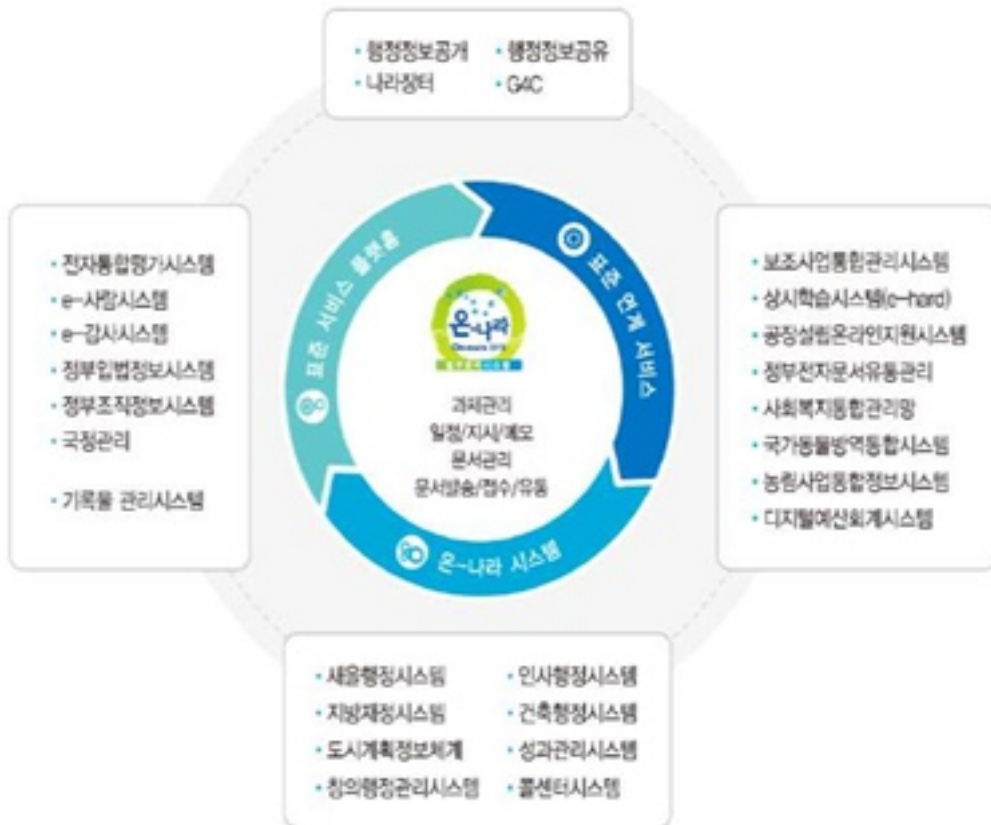 • 행정정보공개 • 행정정보공유
• 나라장터 • G4C
• 전자통합평가시스템
• e-사람시스템
• e-감사시스템
• 정부입법정보시스템
• 정부조직정보시스템
• 국정관리
• 기록물 관리시스템
표준 서비스 플랫폼
표준 연계 서비스
온-나라
과제관리
일정/지시/메모
문서관리
문서발송/접수/유통
온-나라 시스템
• 보조사업통합관리시스템
• 상시학습시스템(e-hard)
• 공장설립온라인지원시스템
• 정부전자문서유통관리
• 사회복지통합관리망
• 국가동물방역통합시스템
• 농림사업통합정보시스템
• 디지털예산회계시스템
• 새올행정시스템 • 인사행정시스템
• 지방재정시스템 • 건축행정시스템
• 도시계획정보체계 • 성과관리시스템
• 창의행정관리시스템 • 콜센터시스템